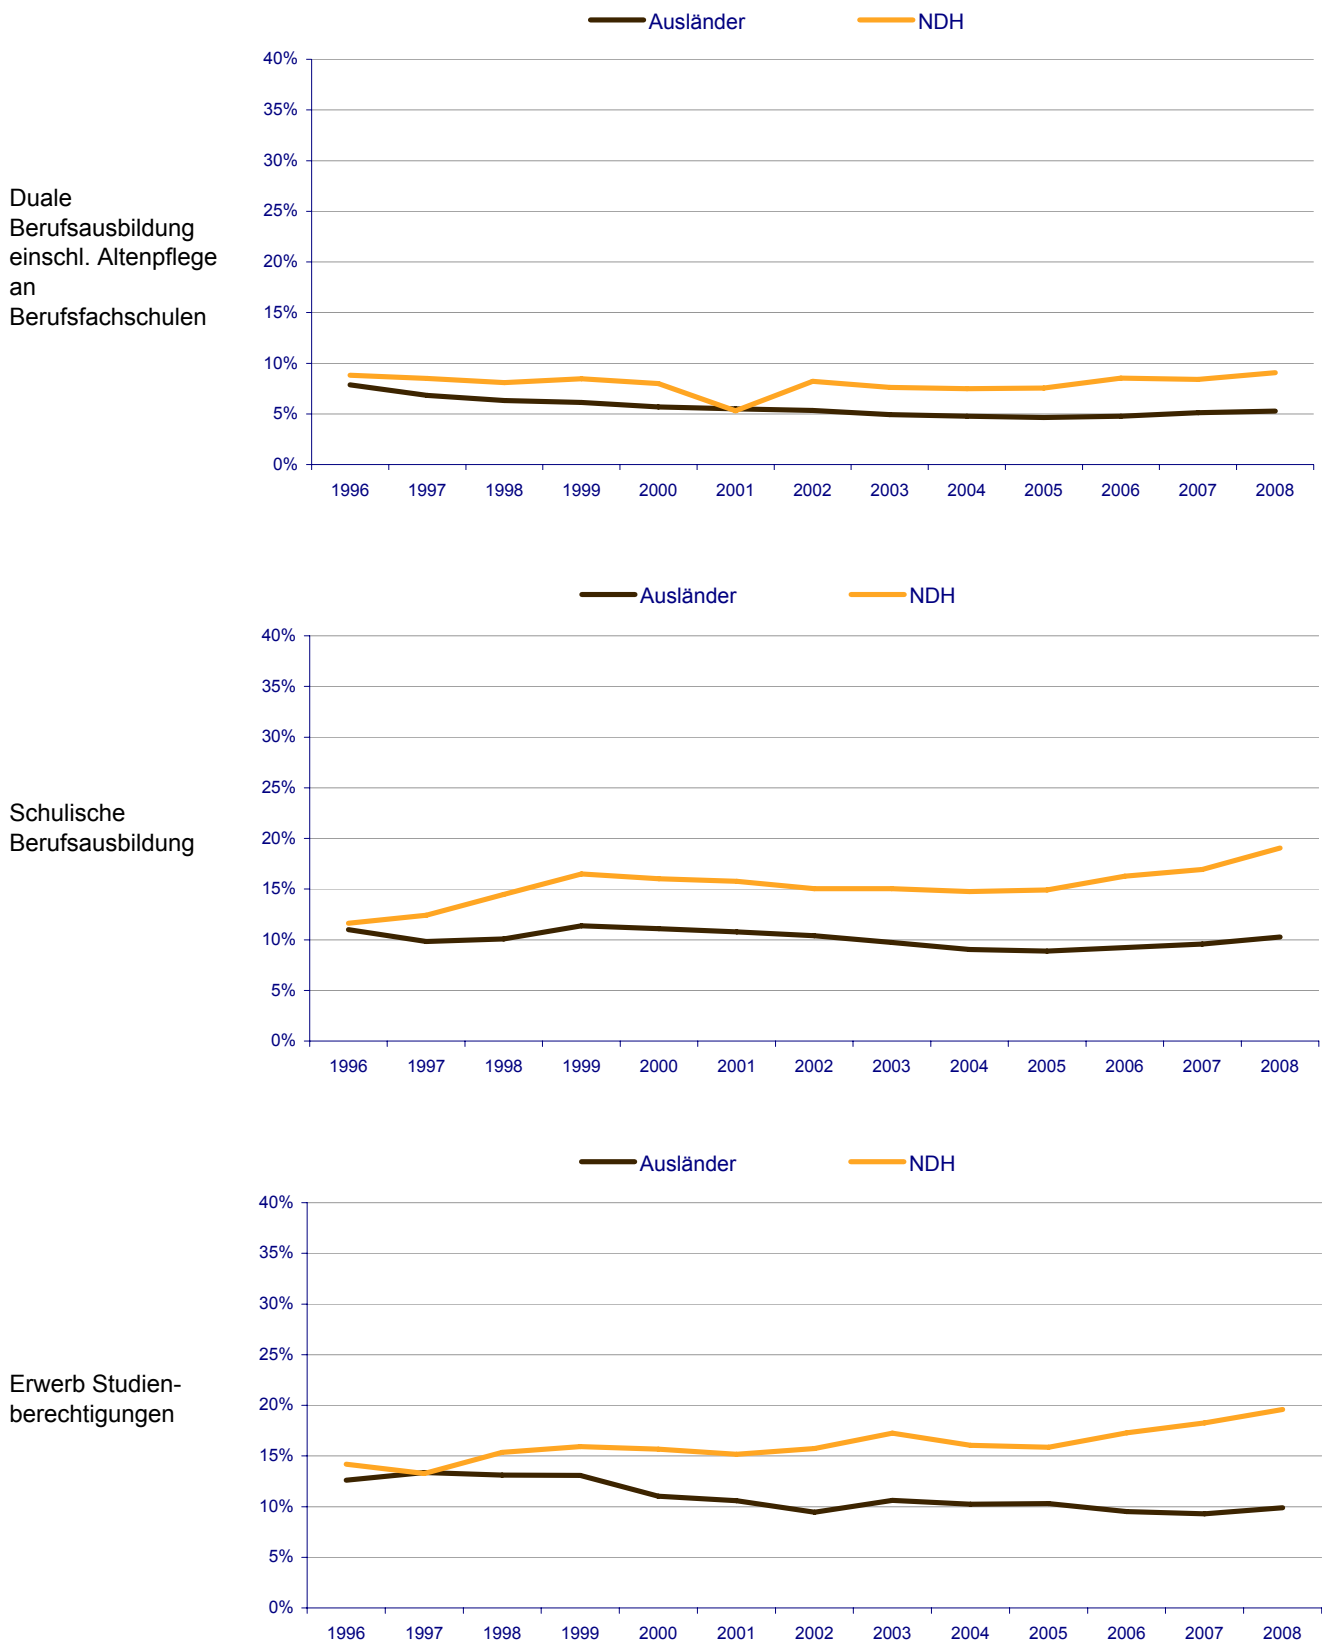 Ausländer NDH
40%
35%
30%
25%
20%
15%
10%
5%
0%
Duale
Berufsausbildung
einschl. Altenpflege
an
Berufsfachschulen
1996 1997 1998 1999 2000 2001 2002 2003 2004 2005 2006 2007 2008
Ausländer NDH
40%
35%
30%
25%
20%
15%
10%
5%
0%
Schulische
Berufsausbildung
1996 1997 1998 1999 2000 2001 2002 2003 2004 2005 2006 2007 2008
Ausländer NDH
40%
35%
30%
25%
20%
15%
10%
5%
0%
Erwerb Studien-
berechtigungen
1996 1997 1998 1999 2000 2001 2002 2003 2004 2005 2006 2007 2008